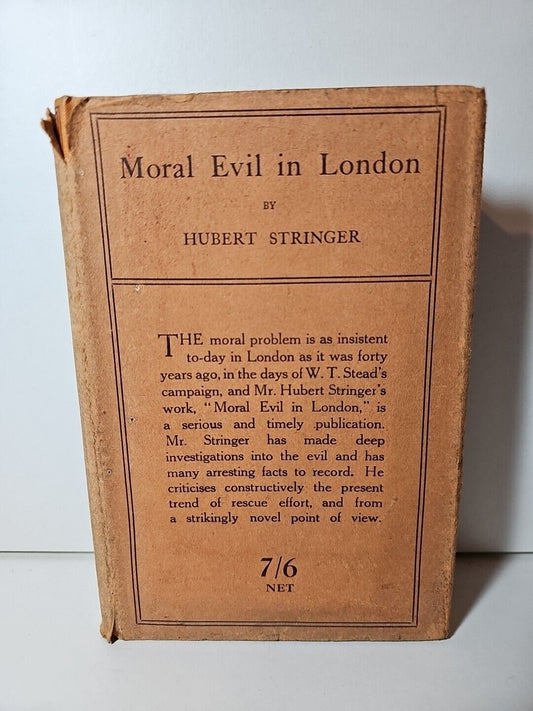 Moral Evil in London
BY
HUBERT STRINGER
THE moral problem is as insistent
to-day in London as it was forty
years ago, in the days of W. T. Stead's
campaign, and Mr. Hubert Stringer's
work, "Moral Evil in London," is
a serious and timely publication.
Mr. Stringer has made deep
investigations into the evil and has
many arresting facts to record. He
criticises constructively the present
trend of rescue effort, and from
a strikingly novel point of view.
7/6
NET